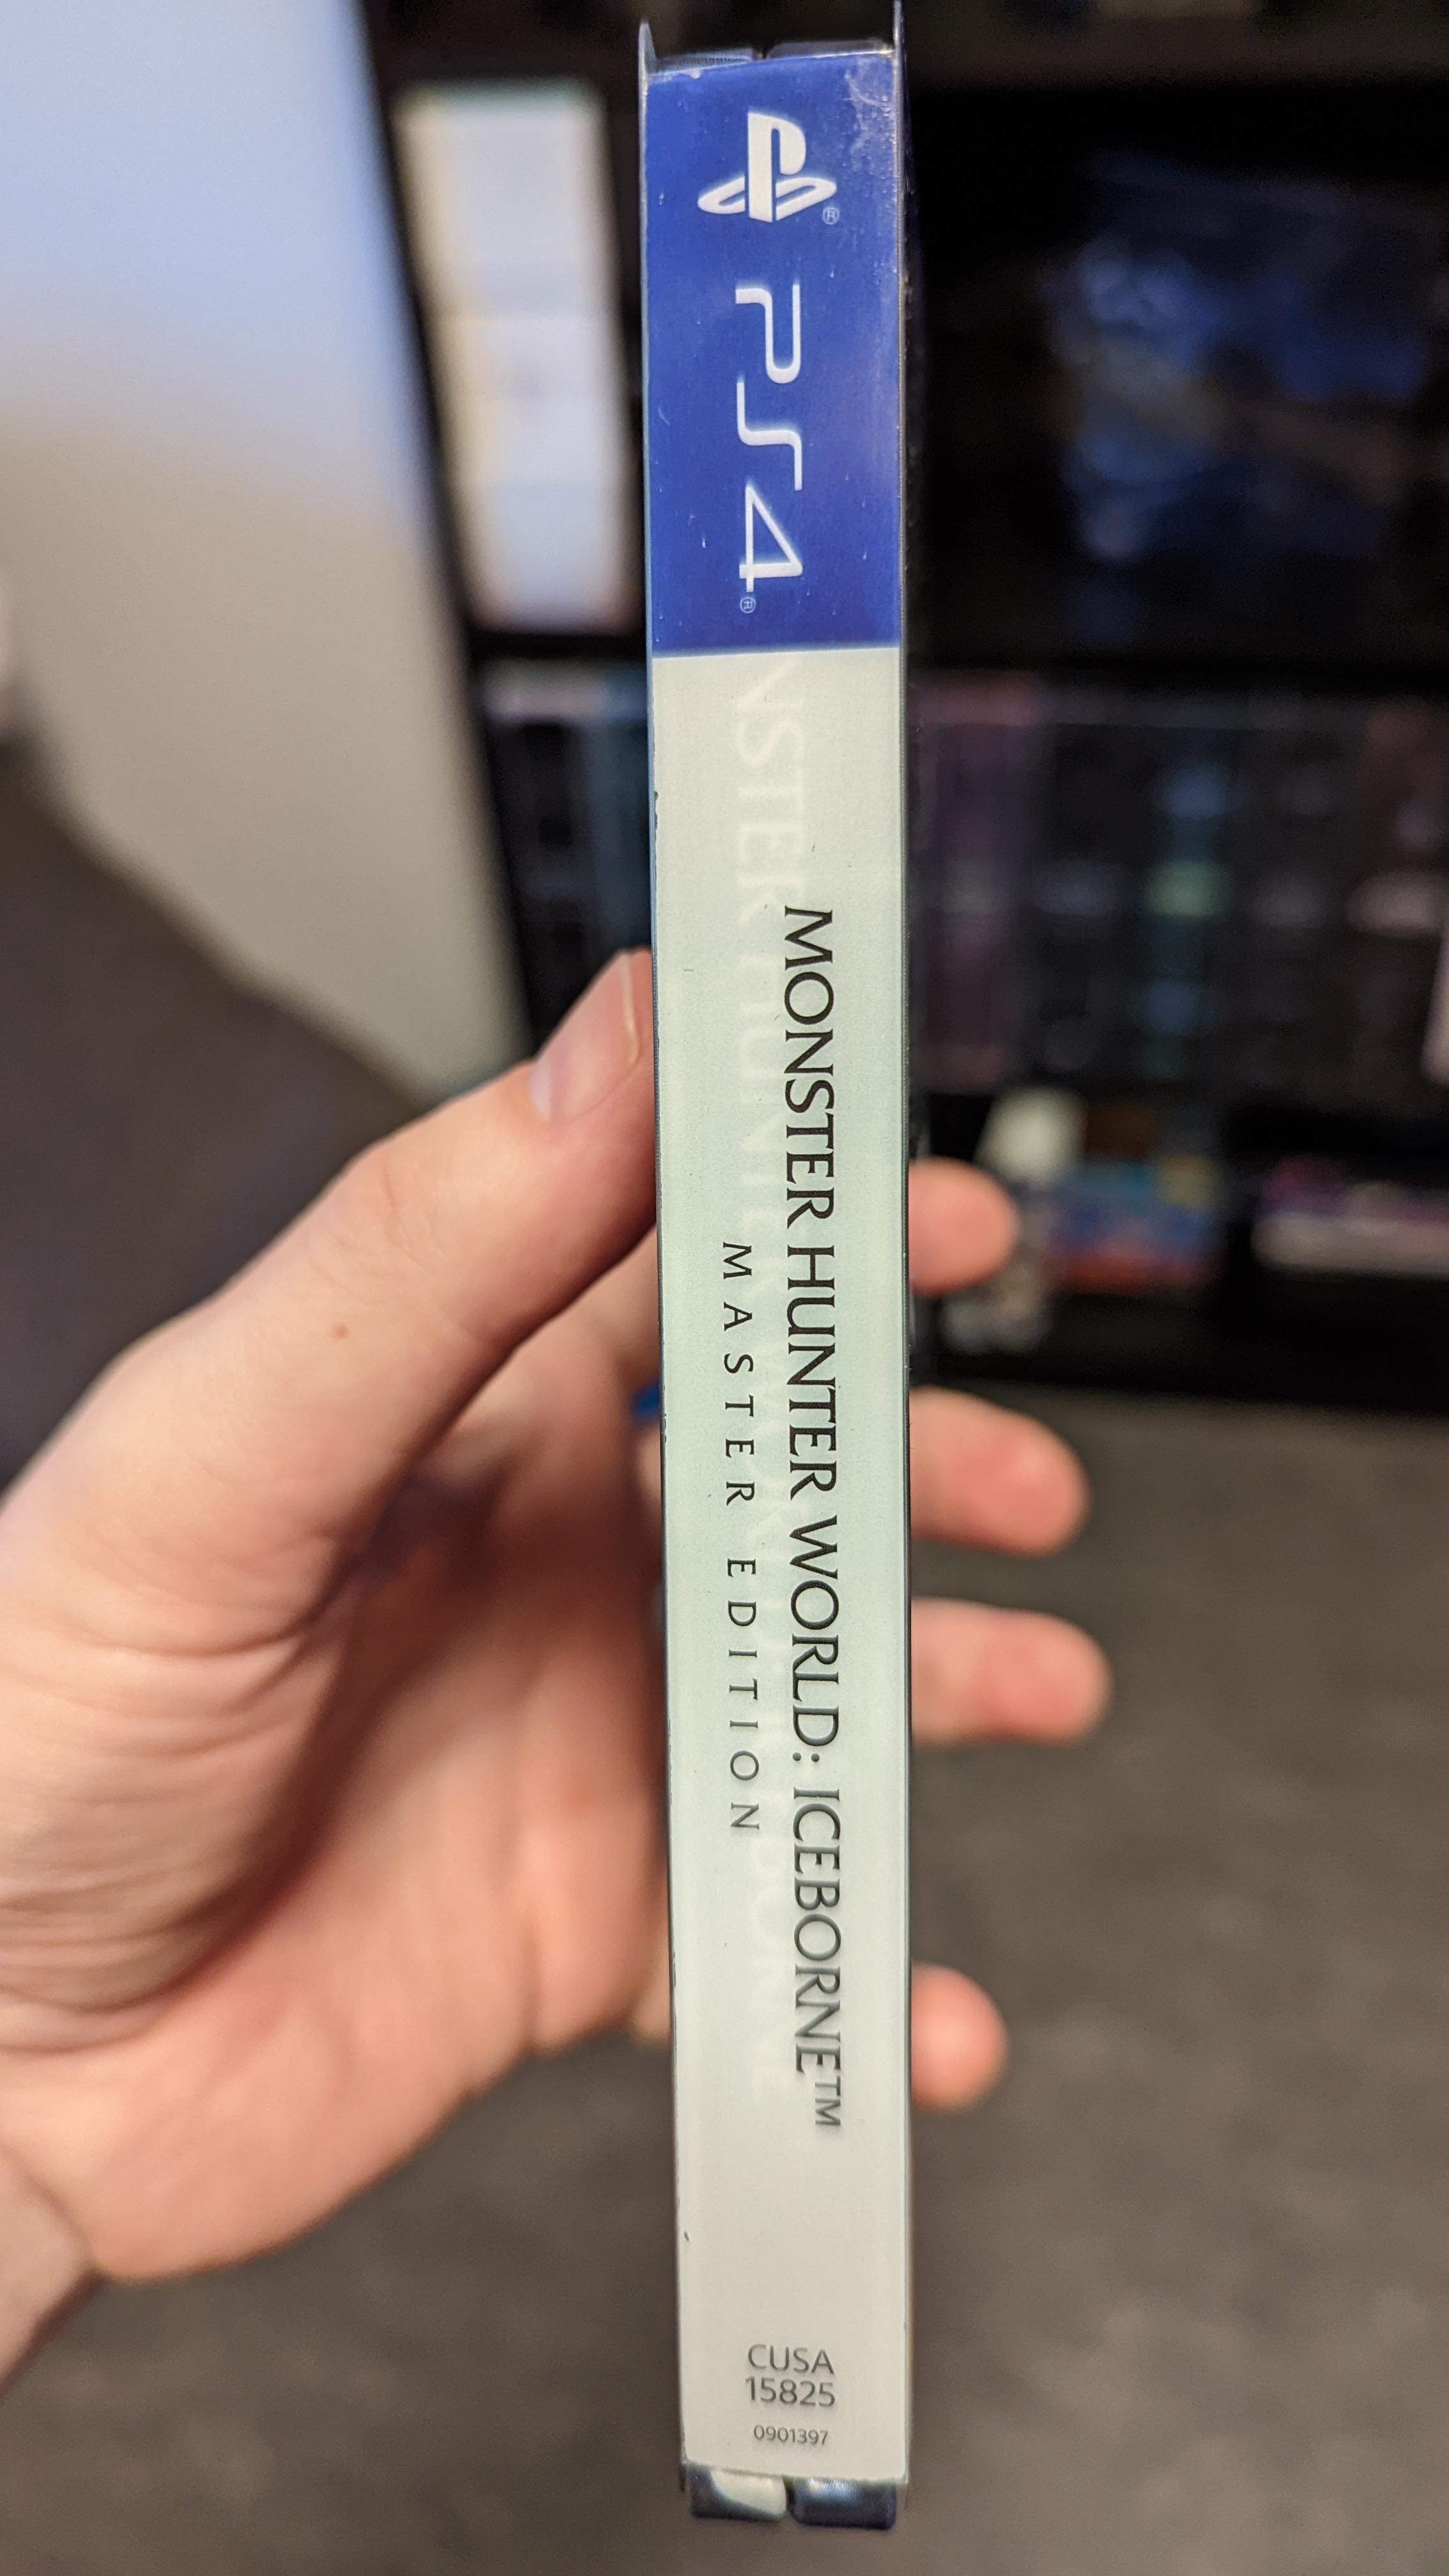 PS4®
MONSTER HUNTER WORLD: ICEBORNE™
MASTER EDITION
CUSA
15825
0901397